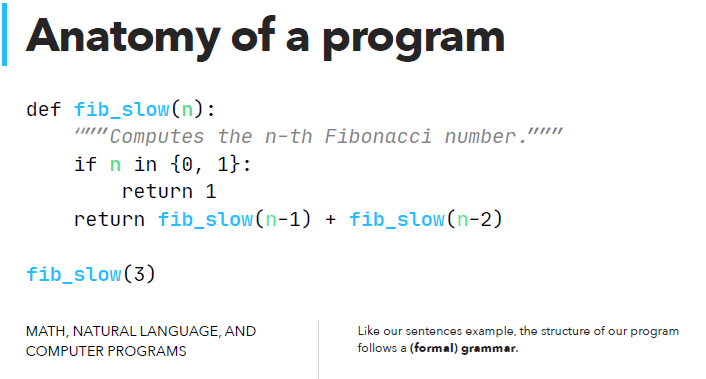 Anatomy of a program
def fib_slow(n):
    “””Computes the n-th Fibonacci number.”””
    if n in {0, 1}:
        return 1
    return fib_slow(n-1) + fib_slow(n-2)
fib_slow(3)
MATH, NATURAL LANGUAGE, AND
COMPUTER PROGRAMS
Like our sentences example, the structure of our program
follows a (formal) grammar.